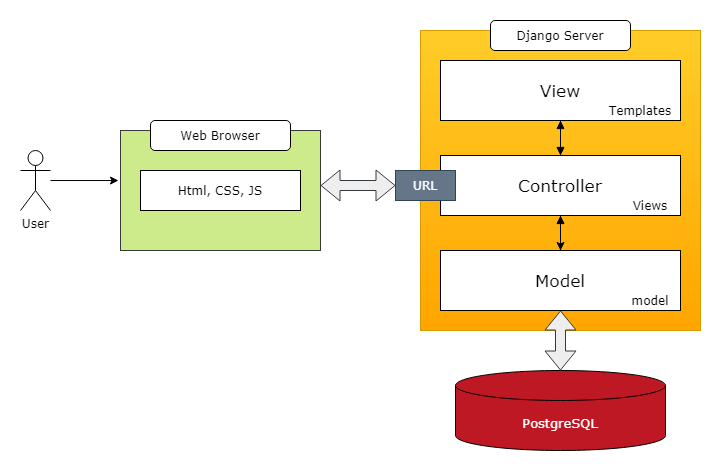 Django Server
View
Templates
Web Browser
Html, CSS, JS
URL
Controller
Views
User
Model
model
PostgreSQL